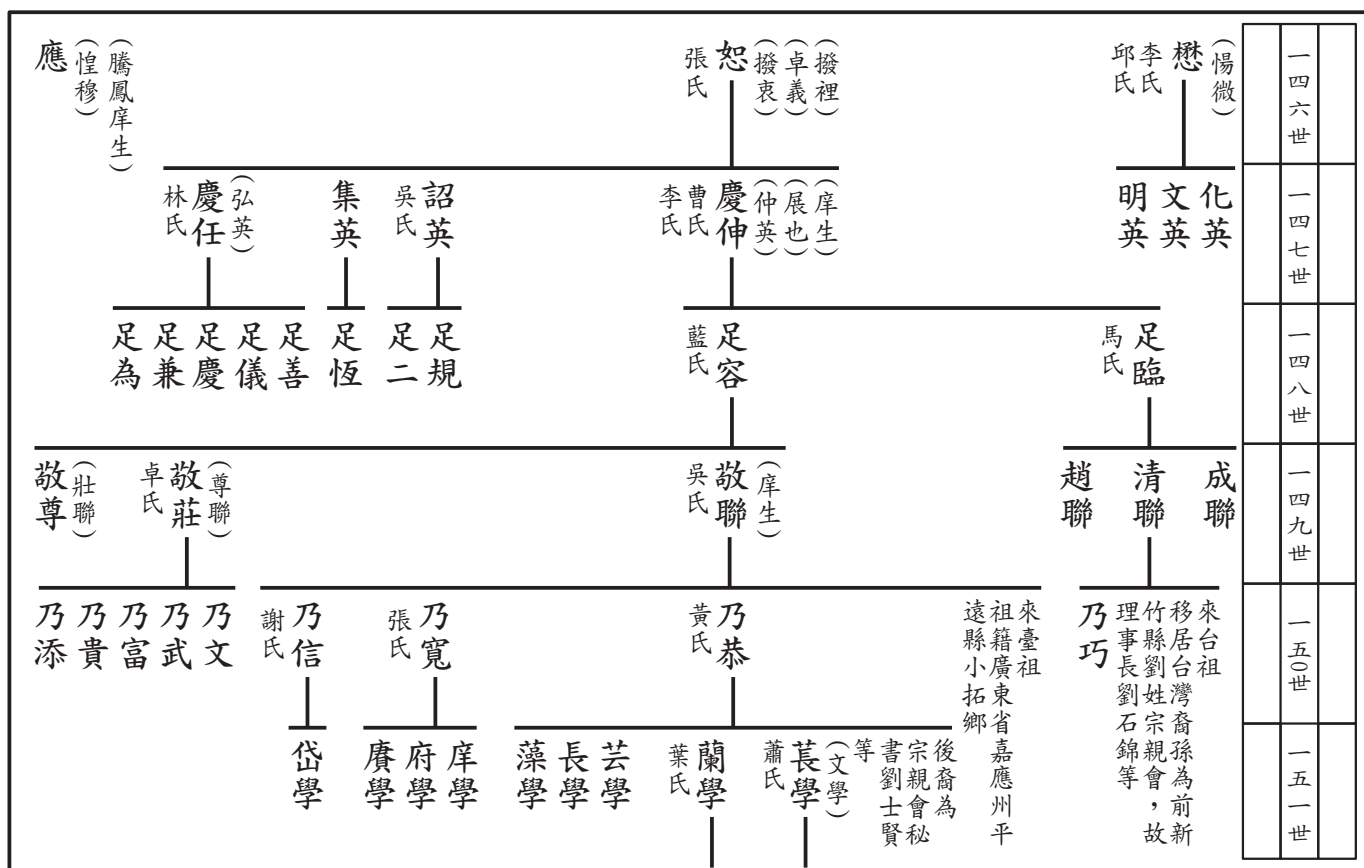 一四六世
(愓微)
懋
李氏
邱氏
(撥裡)
(卓義)
(撥衷)
恕
張氏
(騰鳳庠生)
(惶穆)
應
一四七世
化英
文英
明英
(庠生)
(展也)
(仲英)
慶伸
曹氏
李氏
詔英
吳氏
集英
(弘英)
慶任
林氏
一四八世
足臨
馬氏
足容
藍氏
足規
足二
足恆
足善
足儀
足慶
足兼
足為
一四九世
成聯
清聯
趙聯
(庠生)
敬聯
吳氏
(尊聯)
敬莊
卓氏
(壯聯)
敬尊
一五0世
來台祖
移居台灣裔孫為前新
竹縣劉姓宗親會,故
理事長劉石錦等
乃巧
來臺祖
祖籍廣東省嘉應州平
遠縣小拓鄉
乃恭
黃氏
乃寬
張氏
乃信
謝氏
乃文
乃武
乃富
乃貴
乃添
一五一世
後裔為
宗親會秘
書劉士賢
等
(文學)
萇學
蕭氏
蘭學
葉氏
芸學
長學
藻學
庠學
府學
賡學
岱學